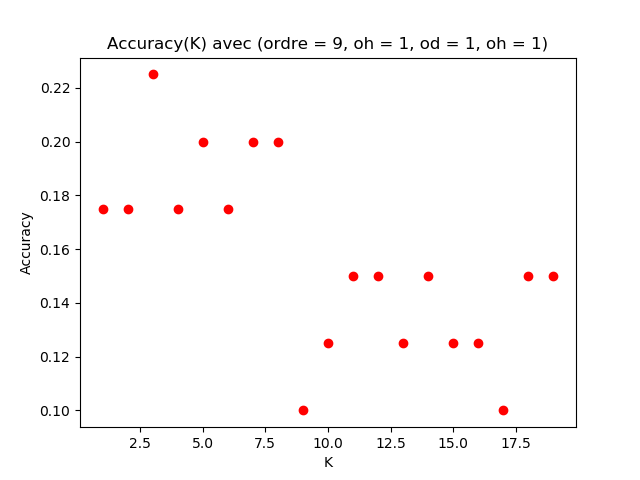 Accuracy(K) avec (ordre = 9, oh = 1, od = 1, oh = 1)
0.22
0.20
0.18
0.16
0.14
0.12
0.10
Accuracy
2.5 5.0 7.5 10.0 12.5 15.0 17.5
K